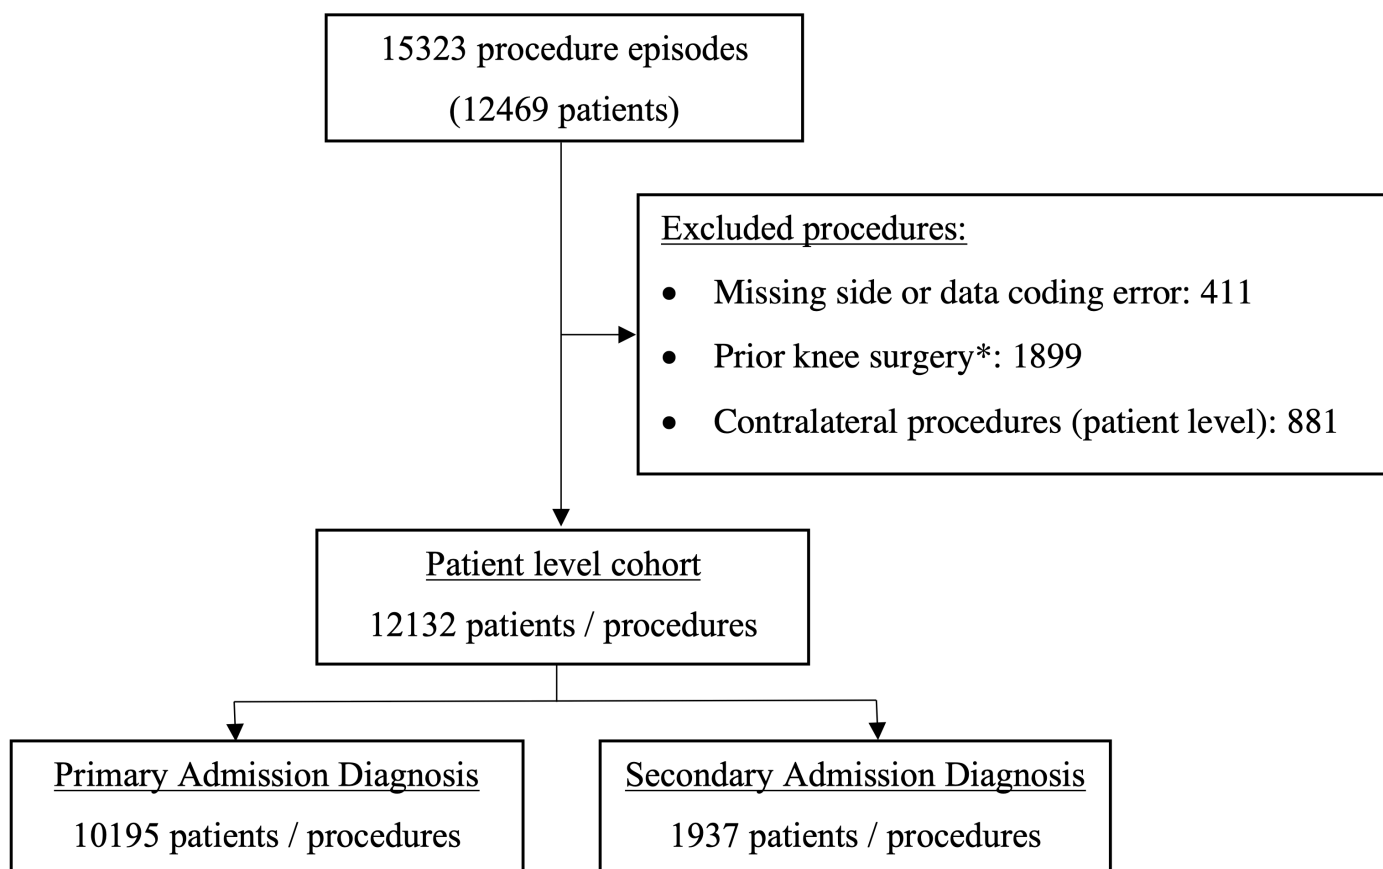 15323 procedure episodes
(12469 patients)
Excluded procedures:
• Missing side or data coding error: 411
• Prior knee surgery*: 1899
• Contralateral procedures (patient level): 881
Patient level cohort
12132 patients / procedures
Primary Admission Diagnosis
10195 patients / procedures
Secondary Admission Diagnosis
1937 patients / procedures